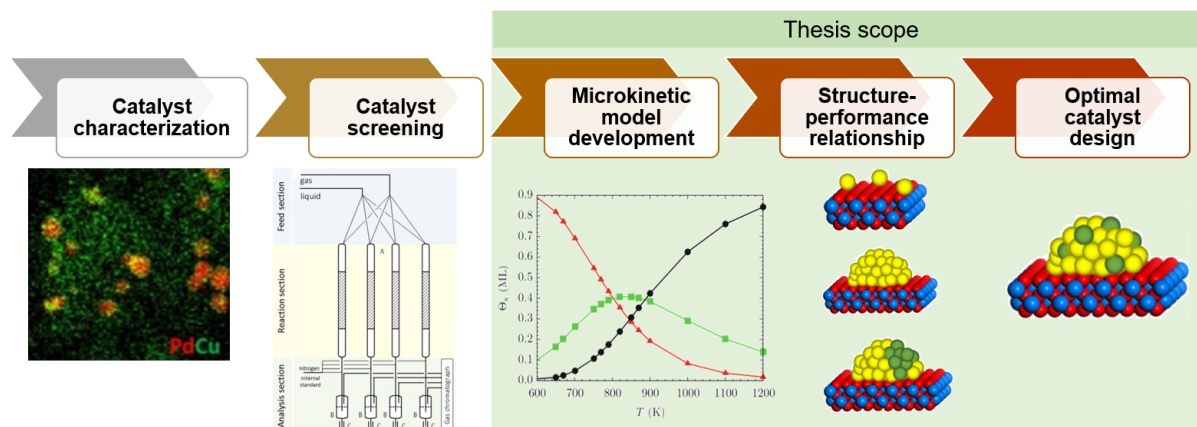 Thesis scope
Catalyst
characterization
Catalyst
screening
Microkinetic
model
development
Structure-
performance
relationship
Optimal
catalyst
design
PdCu
Feed section
Reaction section
Analysis section
gas
liquid
A
nitrogen
internal
standard
B
B
B
B
C
C
C
C
Gas chromatograph
0.9
0.8
0.7
0.6
0.5
0.4
0.3
0.2
0.1
0.0
Θx (ML)
600
700
800
900
1000
1100
1200
T (K)